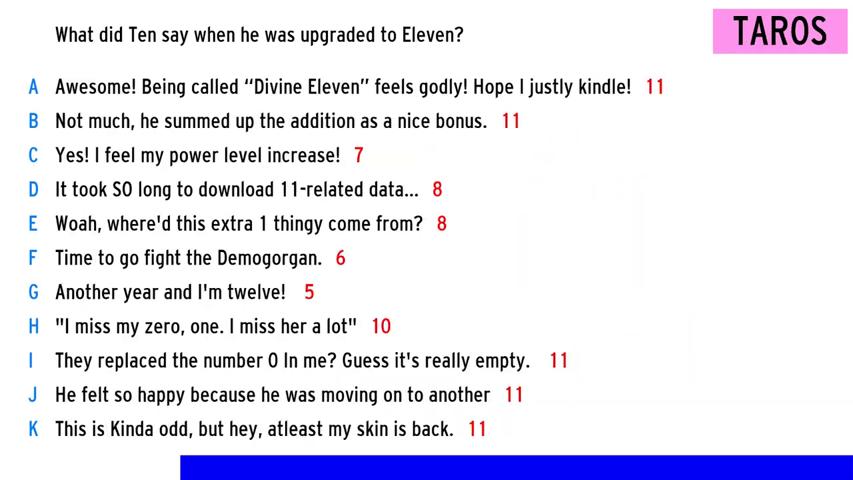 What did Ten say when he was upgraded to Eleven?
TAROS
A Awesome! Being called “Divine Eleven” feels godly! Hope I justly kindle! 11
B Not much, he summed up the addition as a nice bonus. 11
C Yes! I feel my power level increase! 7
D It took SO long to download 11-related data... 8
E Woah, where'd this extra 1 thingy come from? 8
F Time to go fight the Demogorgan. 6
G Another year and I'm twelve! 5
H "I miss my zero, one. I miss her a lot" 10
I They replaced the number 0 In me? Guess it's really empty. 11
J He felt so happy because he was moving on to another 11
K This is Kinda odd, but hey, atleast my skin is back. 11